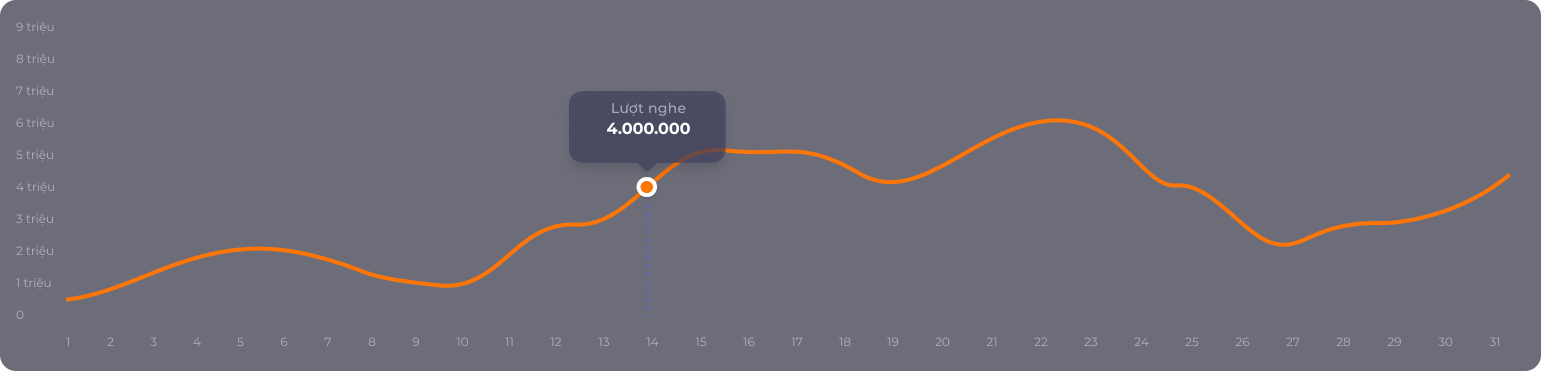 9 triệu
8 triệu
7 triệu
6 triệu
5 triệu
4 triệu
3 triệu
2 triệu
1 triệu
0
Lượt nghe
4.000.000
1 2 3 4 5 6 7 8 9 10 11 12 13 14 15 16 17 18 19 20 21 22 23 24 25 26 27 28 29 30 31